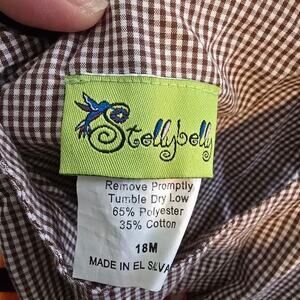 Stellybelly
Remove Promptly
Tumble Dry Low
65% Polyester
35% Cotton
18M
MADE IN EL SALVA